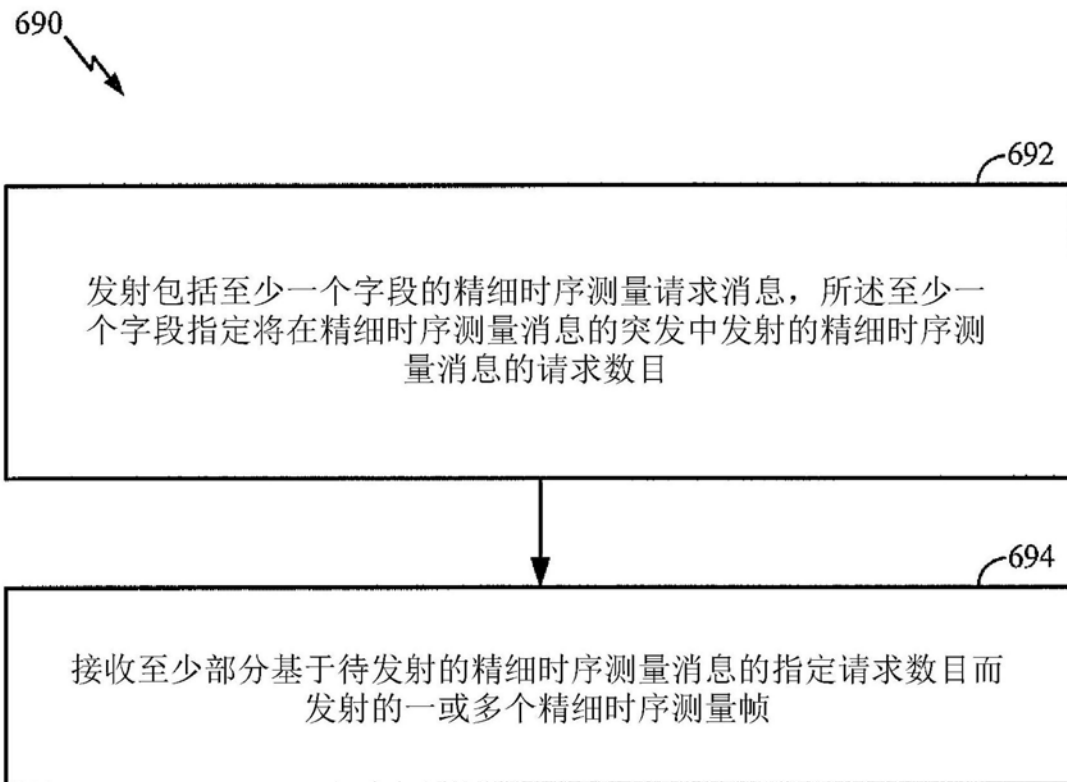 690
692
发射包括至少一个字段的精细时序测量请求消息，所述至少一
个字段指定将在精细时序测量消息的突发中发射的精细时序测
量消息的请求数目
694
接收至少部分基于待发射的精细时序测量消息的指定请求数目而
发射的一或多个精细时序测量帧